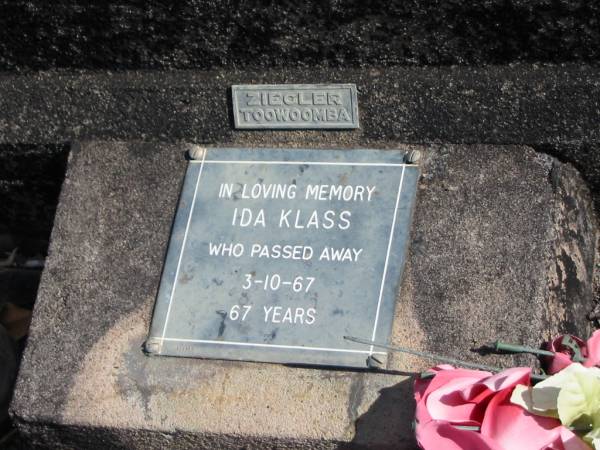 ZIEGLER
TOOWOOMBA
IN LOVING MEMORY
IDA KLASS
WHO PASSED AWAY
3-10-67
67 YEARS